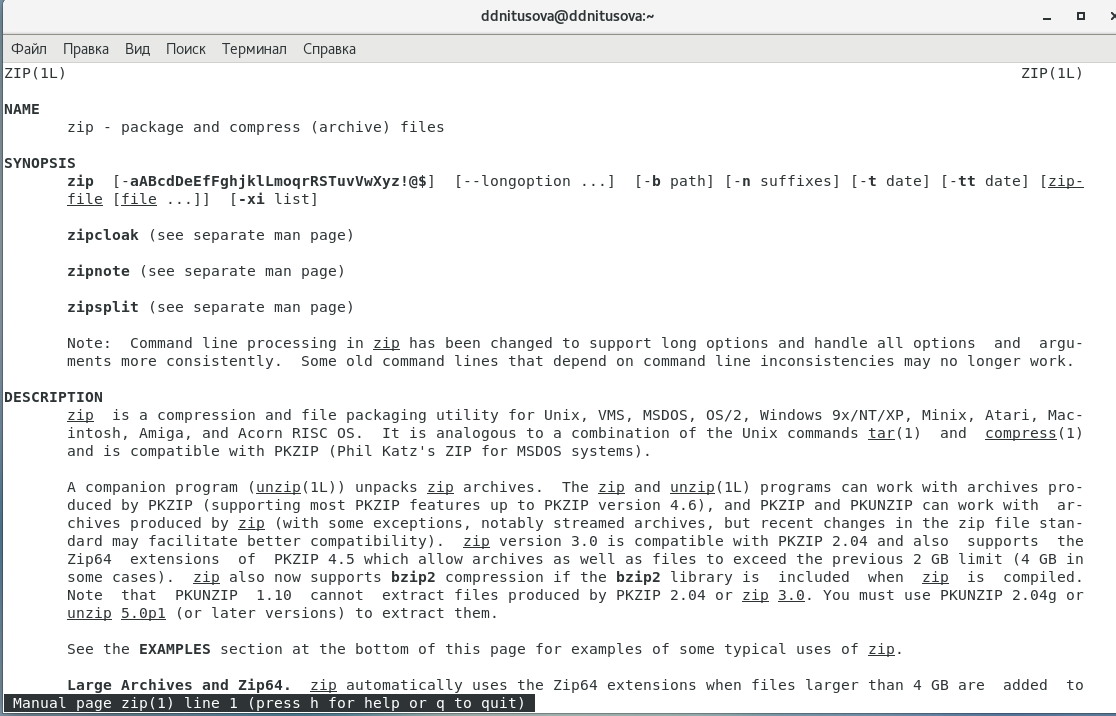 ddnitusova@ddnitusova:~
Файл Правка Вид Поиск Терминал Справка
ZIP(1L) ZIP(1L)
NAME
zip - package and compress (archive) files
SYNOPSIS
zip [-aABcdDeEfFghjklLmoqrRSTuvVwXyz!@$] [--longoption ...] [-b path] [-n suffixes] [-t date] [-tt date] [zip-
file [file ...]] [-xi list]
zipcloak (see separate man page)
zipnote (see separate man page)
zipsplit (see separate man page)
Note: Command line processing in zip has been changed to support long options and handle all options and argu-
ments more consistently. Some old command lines that depend on command line inconsistencies may no longer work.
DESCRIPTION
zip is a compression and file packaging utility for Unix, VMS, MSDOS, OS/2, Windows 9x/NT/XP, Minix, Atari, Mac-
intosh, Amiga, and Acorn RISC OS. It is analogous to a combination of the Unix commands tar(1) and compress(1)
and is compatible with PKZIP (Phil Katz's ZIP for MSDOS systems).
A companion program (unzip(1L)) unpacks zip archives. The zip and unzip(1L) programs can work with archives pro-
duced by PKZIP (supporting most PKZIP features up to PKZIP version 4.6), and PKZIP and PKUNZIP can work with ar-
chives produced by zip (with some exceptions, notably streamed archives, but recent changes in the zip file stan-
dard may facilitate better compatibility). zip version 3.0 is compatible with PKZIP 2.04 and also supports the
Zip64 extensions of PKZIP 4.5 which allow archives as well as files to exceed the previous 2 GB limit (4 GB in
some cases). zip also now supports bzip2 compression if the bzip2 library is included when zip is compiled.
Note that PKUNZIP 1.10 cannot extract files produced by PKZIP 2.04 or zip 3.0. You must use PKUNZIP 2.04g or
unzip 5.0p1 (or later versions) to extract them.
See the EXAMPLES section at the bottom of this page for examples of some typical uses of zip.
Large Archives and Zip64. zip automatically uses the Zip64 extensions when files larger than 4 GB are added to
Manual page zip(1) line 1 (press h for help or q to quit)